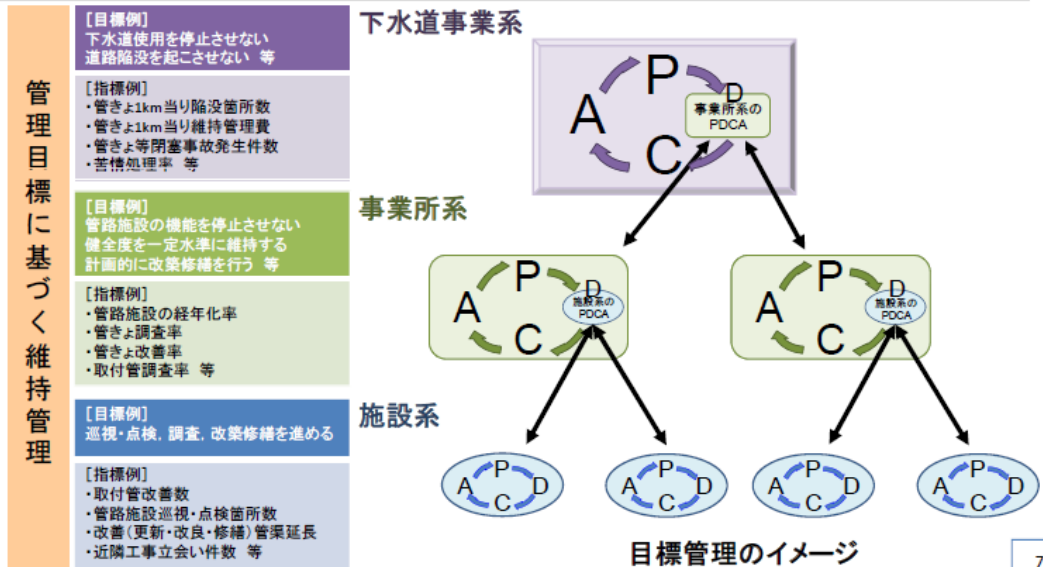 管理目標に基づく維持管理
[目標例]
下水道使用を停止させない
道路陥没を起こさせない 等
[指標例]
・管きょ1km当り陥没箇所数
・管きょ1km当り維持管理費
・管きょ等閉塞事故発生件数
・苦情処理率 等
下水道事業系
P
D
事業所系の
PDCA
A
C
[目標例]
管路施設の機能を停止させない
健全度を一定水準に維持する
計画的に改築修繕を行う 等
[指標例]
・管路施設の経年化率
・管きょ調査率
・管きょ改善率
・取付管調査率 等
事業所系
P
D
施設系の
PDCA
A
C
P
D
施設系の
PDCA
A
C
[目標例]
巡視・点検，調査，改築修繕を進める
[指標例]
・取付管改善数
・管路施設巡視・点検箇所数
・改善(更新・改良・修繕)管渠延長
・近隣工事立会い件数 等
施設系
P
A D
C
P
A D
C
P
A D
C
P
A D
C
目標管理のイメージ
7